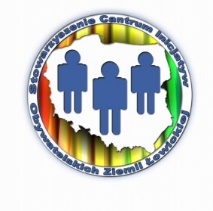 Stowarzyszenie Centrum Inicjatyw
Obywatelskich Ziemi Łowickiej